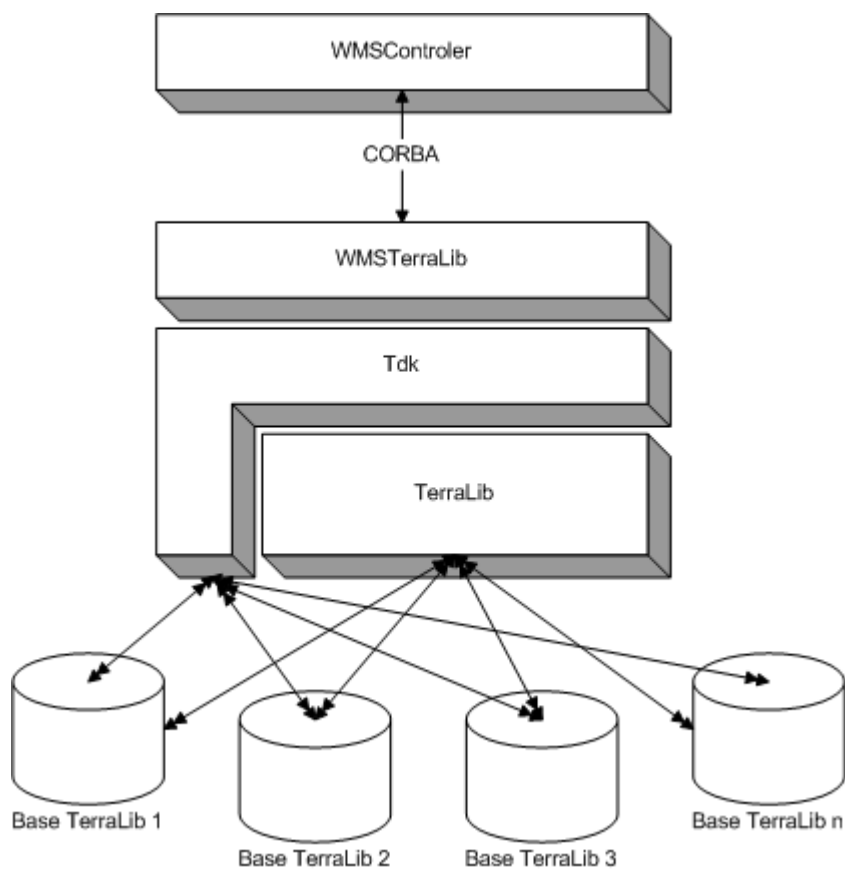 WMSControler
CORBA
WMSTerraLib
Tdk
TerraLib
Base TerraLib 1
Base TerraLib 2
Base TerraLib 3
Base TerraLib n